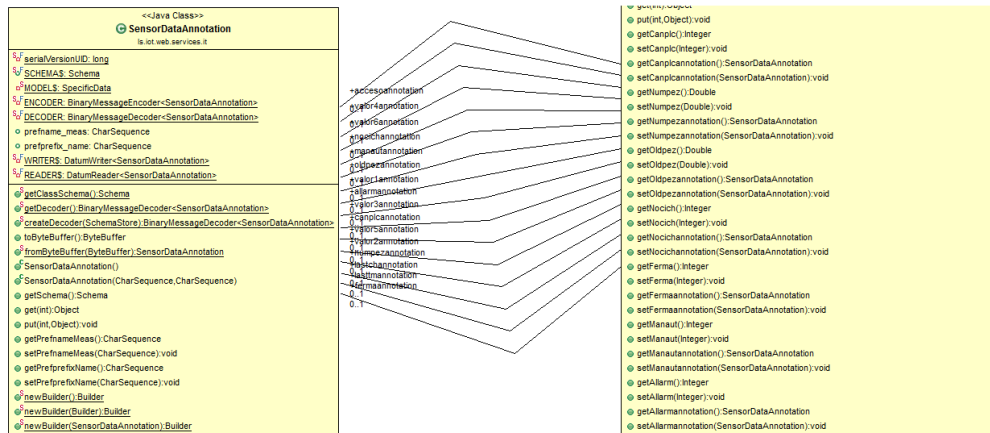 <<Java Class>>
SensorDataAnnotation
ls.iot.web.services.it
serialVersionUID: long
SCHEMA$: Schema
MODEL$: SpecificData
ENCODER: BinaryMessageEncoder<SensorDataAnnotation>
DECODER: BinaryMessageDecoder<SensorDataAnnotation>
prefname_meas: CharSequence
prefprefix_name: CharSequence
WRITER$: DatumWriter<SensorDataAnnotation>
READER$: DatumReader<SensorDataAnnotation>
getClassSchema():Schema
getDecoder():BinaryMessageDecoder<SensorDataAnnotation>
createDecoder(SchemaStore):BinaryMessageDecoder<SensorDataAnnotation>
toByteBuffer():ByteBuffer
fromByteBuffer(ByteBuffer):SensorDataAnnotation
SensorDataAnnotation()
SensorDataAnnotation(CharSequence,CharSequence)
getSchema():Schema
get(int):Object
put(int,Object):void
getPrefnameMeas():CharSequence
setPrefnameMeas(CharSequence):void
getPrefprefixName():CharSequence
setPrefprefixName(CharSequence):void
newBuilder():Builder
newBuilder(Builder):Builder
newBuilder(SensorDataAnnotation):Builder
+accesoannotation
+valor4annotation
+valor6annotation
+nocichannotation
+manautannotation
+oldpezannotation
+valor1annotation
+allarmannotation
+valor3annotation
+canplcannotation
+valor5annotation
+valor2annotation
+numpezannotation
+lastchannotation
+lasttmannotation
+fermaannotation
0..1
0..1
get(int):Object
put(int,Object):void
getCanplc():Integer
setCanplc(Integer):void
getCanplcannotation():SensorDataAnnotation
setCanplcannotation(SensorDataAnnotation):void
getNumpez():Double
setNumpez(Double):void
getNumpezannotation():SensorDataAnnotation
setNumpezannotation(SensorDataAnnotation):void
getOldpez():Double
setOldpez(Double):void
getOldpezannotation():SensorDataAnnotation
setOldpezannotation(SensorDataAnnotation):void
getNocich():Integer
setNocich(Integer):void
getNocichannotation():SensorDataAnnotation
setNocichannotation(SensorDataAnnotation):void
getFerma():Integer
setFerma(Integer):void
getFermaannotation():SensorDataAnnotation
setFermaannotation(SensorDataAnnotation):void
getManaut():Integer
setManaut(Integer):void
getManautannotation():SensorDataAnnotation
setManautannotation(SensorDataAnnotation):void
getAllarm():Integer
setAllarm(Integer):void
getAllarmannotation():SensorDataAnnotation
setAllarmannotation(SensorDataAnnotation):void